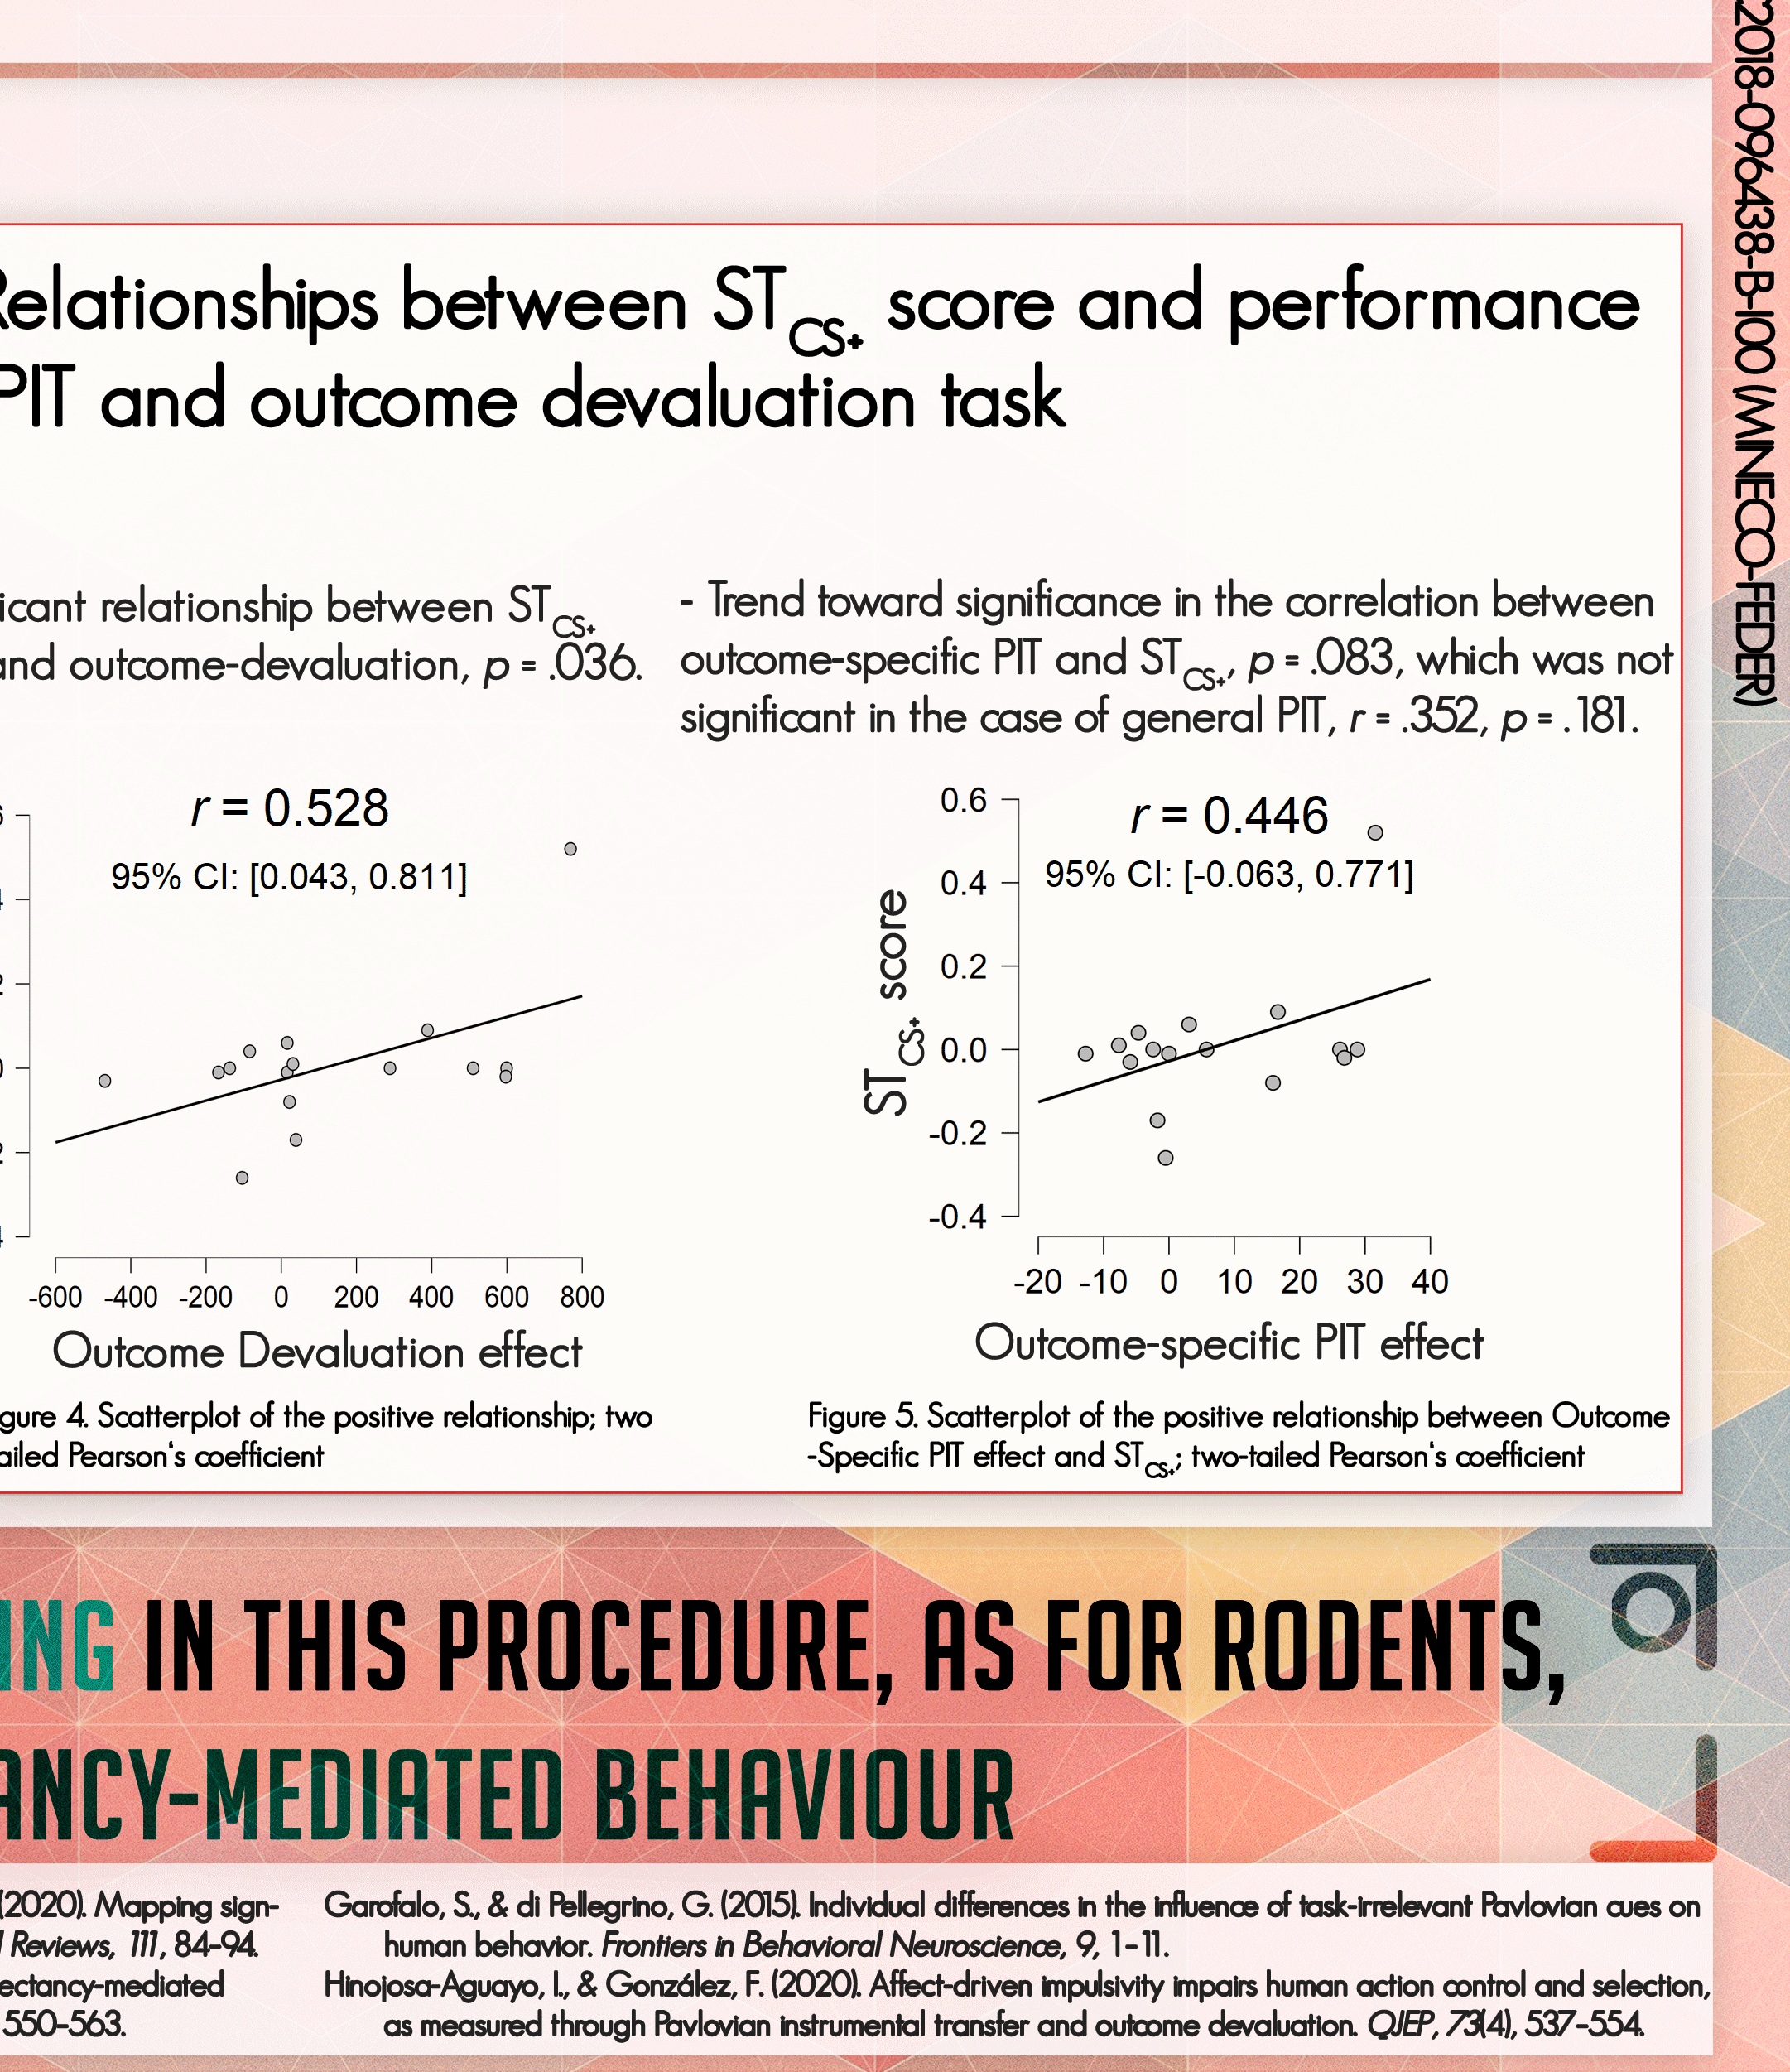 Relationships between ST CS+ score and performance
PIT and outcome devaluation task
icant relationship between ST CS+
and outcome-devaluation, p = .036.
- Trend toward significance in the correlation between
outcome-specific PIT and ST CS+, p = .083, which was not
significant in the case of general PIT, r = .352, p = .181.
r = 0.528
95% CI: [0.043, 0.811]
-600 -400 -200 0 200 400 600 800
Outcome Devaluation effect
gure 4. Scatterplot of the positive relationship; two
ailed Pearson's coefficient
r = 0.446
95% CI: [-0.063, 0.771]
ST CS+ score
0.6
0.4
0.2
0.0
-0.2
-0.4
-20 -10 0 10 20 30 40
Outcome-specific PIT effect
Figure 5. Scatterplot of the positive relationship between Outcome
-Specific PIT effect and ST CS+; two-tailed Pearson's coefficient
2018-096438-B-I00 (MINECO-FEDER)
ING IN THIS PROCEDURE, AS FOR RODENTS,
ANCY-MEDIATED BEHAVIOUR
(2020). Mapping sign-
l Reviews, 111, 84-94.
ectancy-mediated
550-563.
Garofalo, S., & di Pellegrino, G. (2015). Individual differences in the influence of task-irrelevant Pavlovian cues on
human behavior. Frontiers in Behavioral Neuroscience, 9, 1-11.
Hinojosa-Aguayo, I., & González, F. (2020). Affect-driven impulsivity impairs human action control and selection,
as measured through Pavlovian instrumental transfer and outcome devaluation. QJEP, 73(4), 537-554.